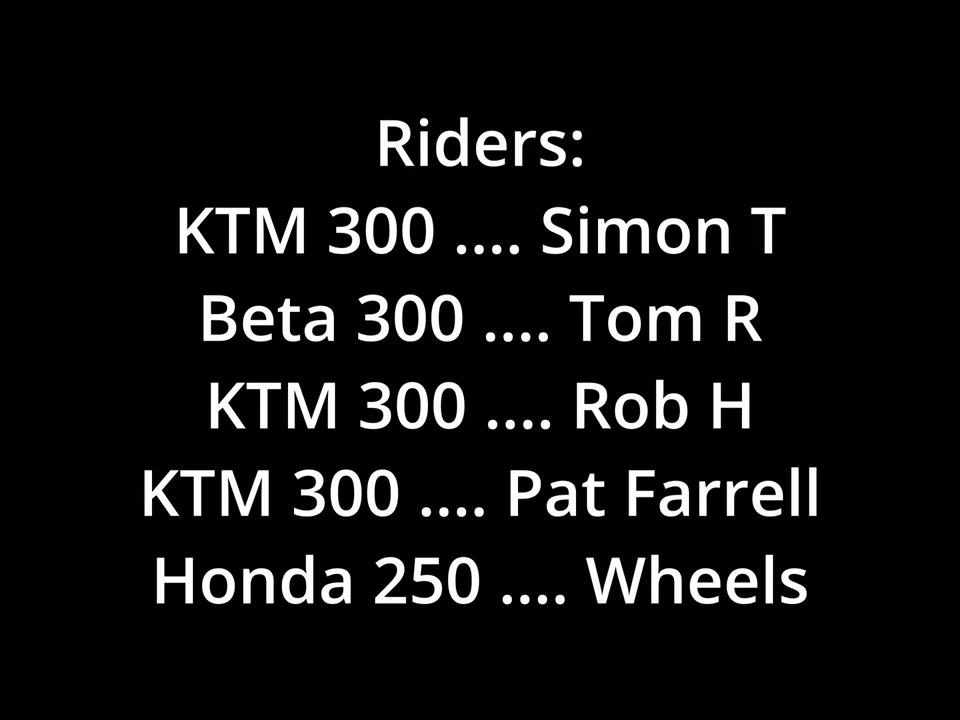 Riders:
KTM 300 .... Simon T
Beta 300 .... Tom R
KTM 300 .... Rob H
KTM 300 .... Pat Farrell
Honda 250 .... Wheels